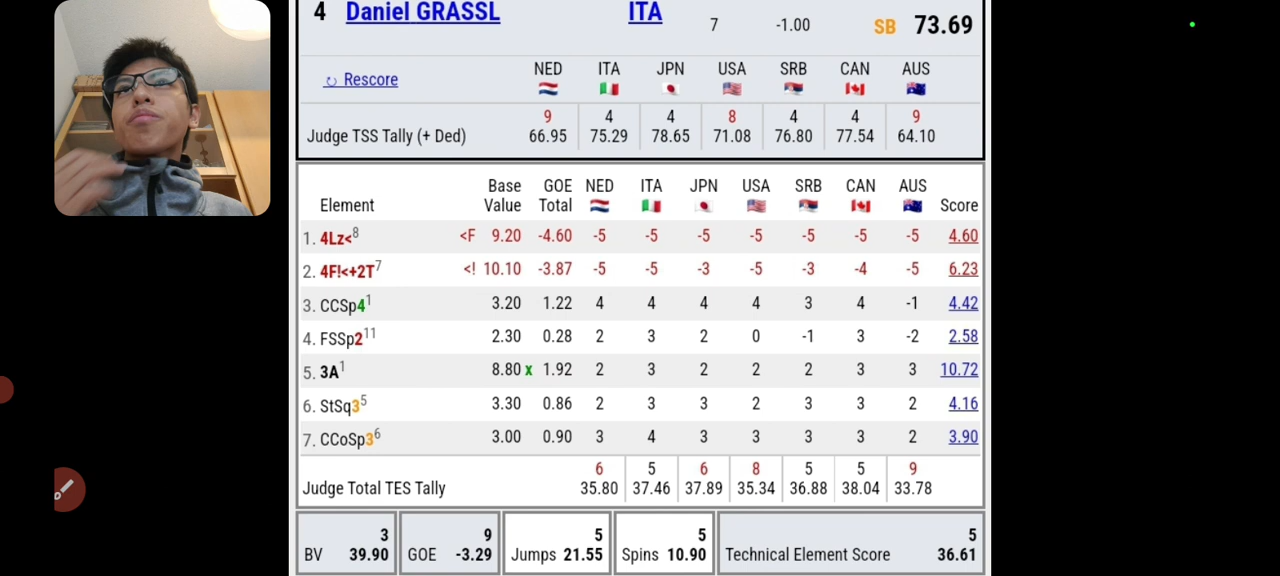 4 Daniel GRASSL ITA 7 -1.00 SB 73.69
↻ Rescore NED ITA JPN USA SRB CAN AUS
9 4 4 8 4 4 9
Judge TSS Tally (+ Ded) 66.95 75.29 78.65 71.08 76.80 77.54 64.10
Base GOE NED ITA JPN USA SRB CAN AUS
Element Value Total Score
1. 4Lz<8 <F 9.20 -4.60 -5 -5 -5 -5 -5 -5 -5 4.60
2. 4F!<+2T7 <! 10.10 -3.87 -5 -5 -3 -5 -3 -4 -5 6.23
3. CCSp41 3.20 1.22 4 4 4 4 3 4 -1 4.42
4. FSSp211 2.30 0.28 2 3 2 0 -1 3 -2 2.58
5. 3A1 8.80 x 1.92 2 3 2 2 2 3 3 10.72
6. StSq35 3.30 0.86 2 3 3 2 3 3 2 4.16
7. CCoSp36 3.00 0.90 3 4 3 3 3 3 2 3.90
6 5 6 8 5 5 9
Judge Total TES Tally 35.80 37.46 37.89 35.34 36.88 38.04 33.78
3 9 5 5 5
BV 39.90 GOE -3.29 Jumps 21.55 Spins 10.90 Technical Element Score 36.61